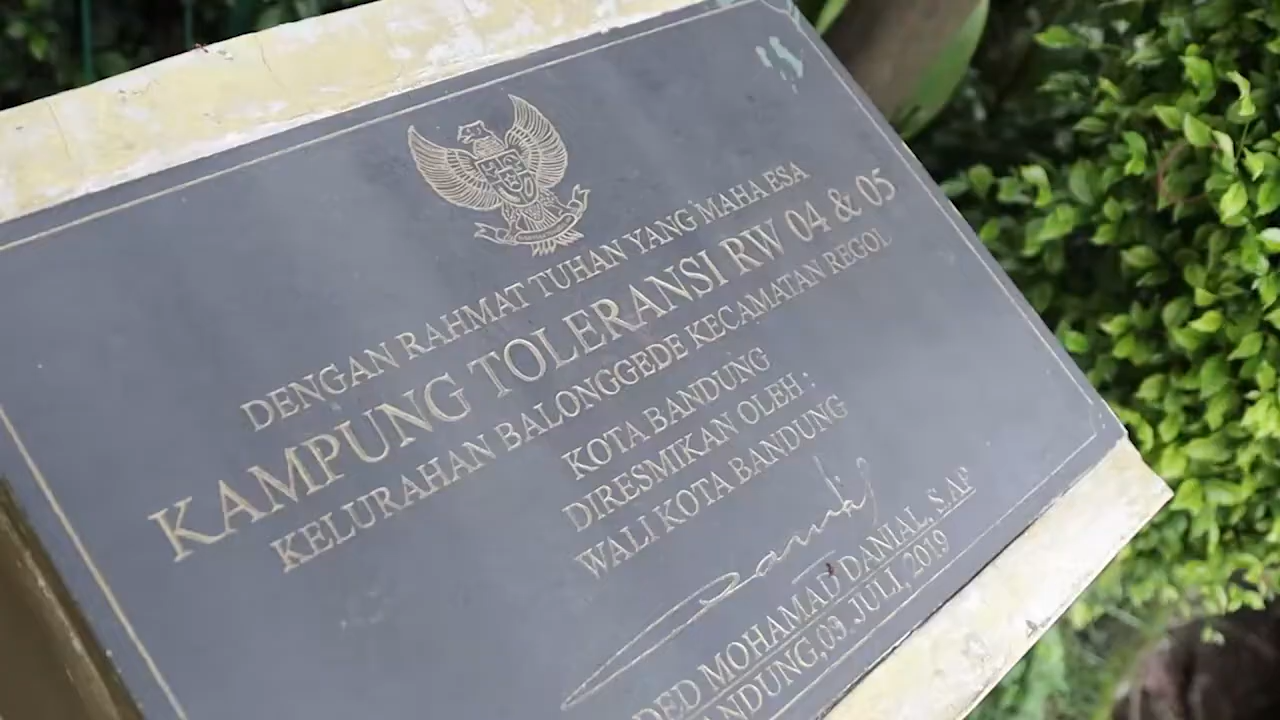 DENGAN RAHMAT TUHAN YANG MAHA ESA
KAMPUNG TOLERANSI RW 04 & 05
KELURAHAN BALONGGEDE KECAMATAN REGOL
KOTA BANDUNG
DIRESMIKAN OLEH :
WALI KOTA BANDUNG
DED MOHAMAD DANIAL, S.AP
ANDUNG,09. JULI, 2019